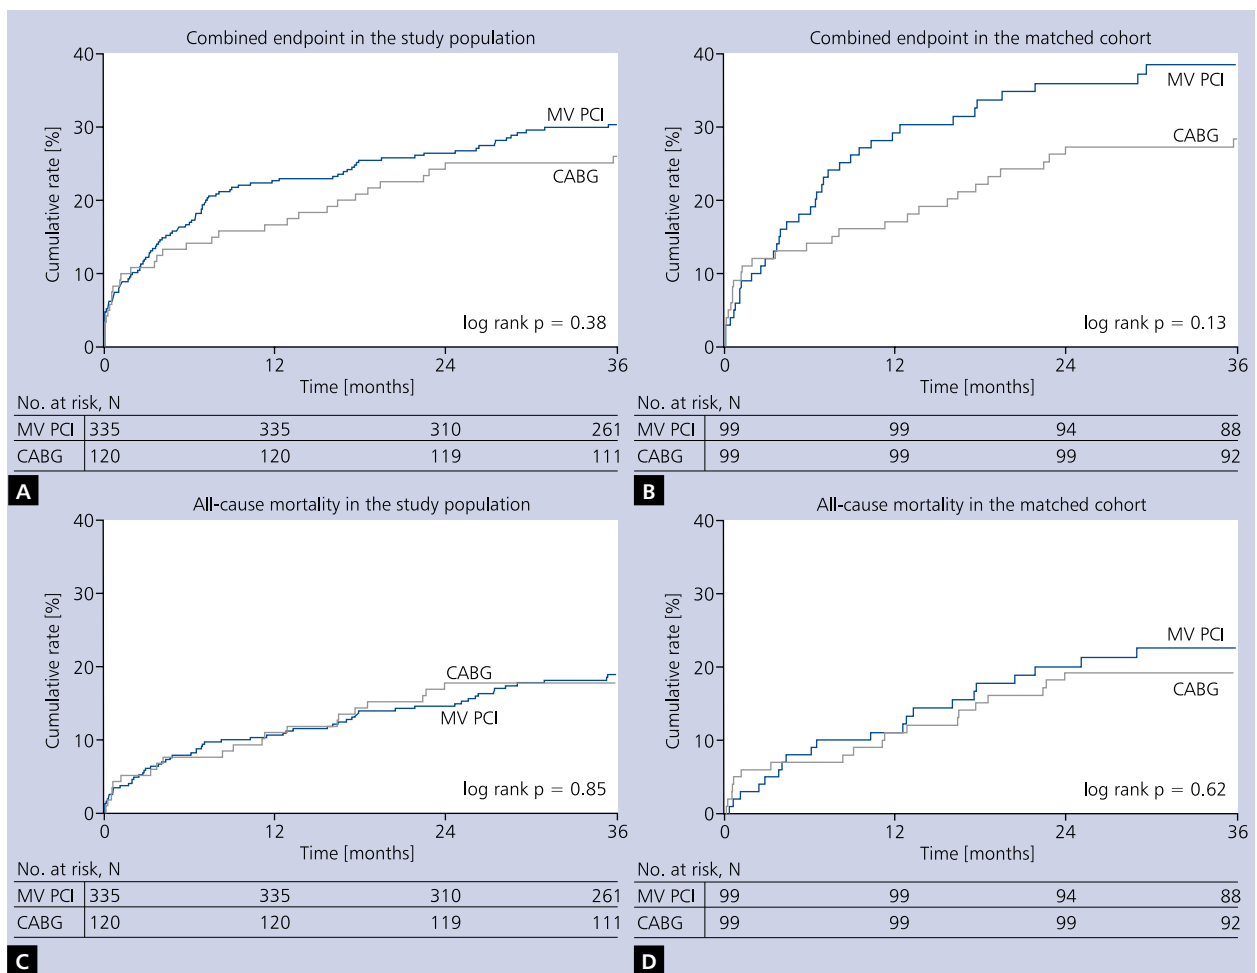 Combined endpoint in the study population
40
30
20
10
0
Cumulative rate [%]
MV PCI
CABG
log rank p = 0.38
0 12 24 36
Time [months]
No. at risk, N
MV PCI 335 335 310 261
CABG 120 120 119 111
A
Combined endpoint in the matched cohort
40
30
20
10
0
Cumulative rate [%]
MV PCI
CABG
log rank p = 0.13
0 12 24 36
Time [months]
No. at risk, N
MV PCI 99 99 94 88
CABG 99 99 99 92
B
All-cause mortality in the study population
40
30
20
10
0
Cumulative rate [%]
CABG
MV PCI
log rank p = 0.85
0 12 24 36
Time [months]
No. at risk, N
MV PCI 335 335 310 261
CABG 120 120 119 111
C
All-cause mortality in the matched cohort
40
30
20
10
0
Cumulative rate [%]
MV PCI
CABG
log rank p = 0.62
0 12 24 36
Time [months]
No. at risk, N
MV PCI 99 99 94 88
CABG 99 99 99 92
D